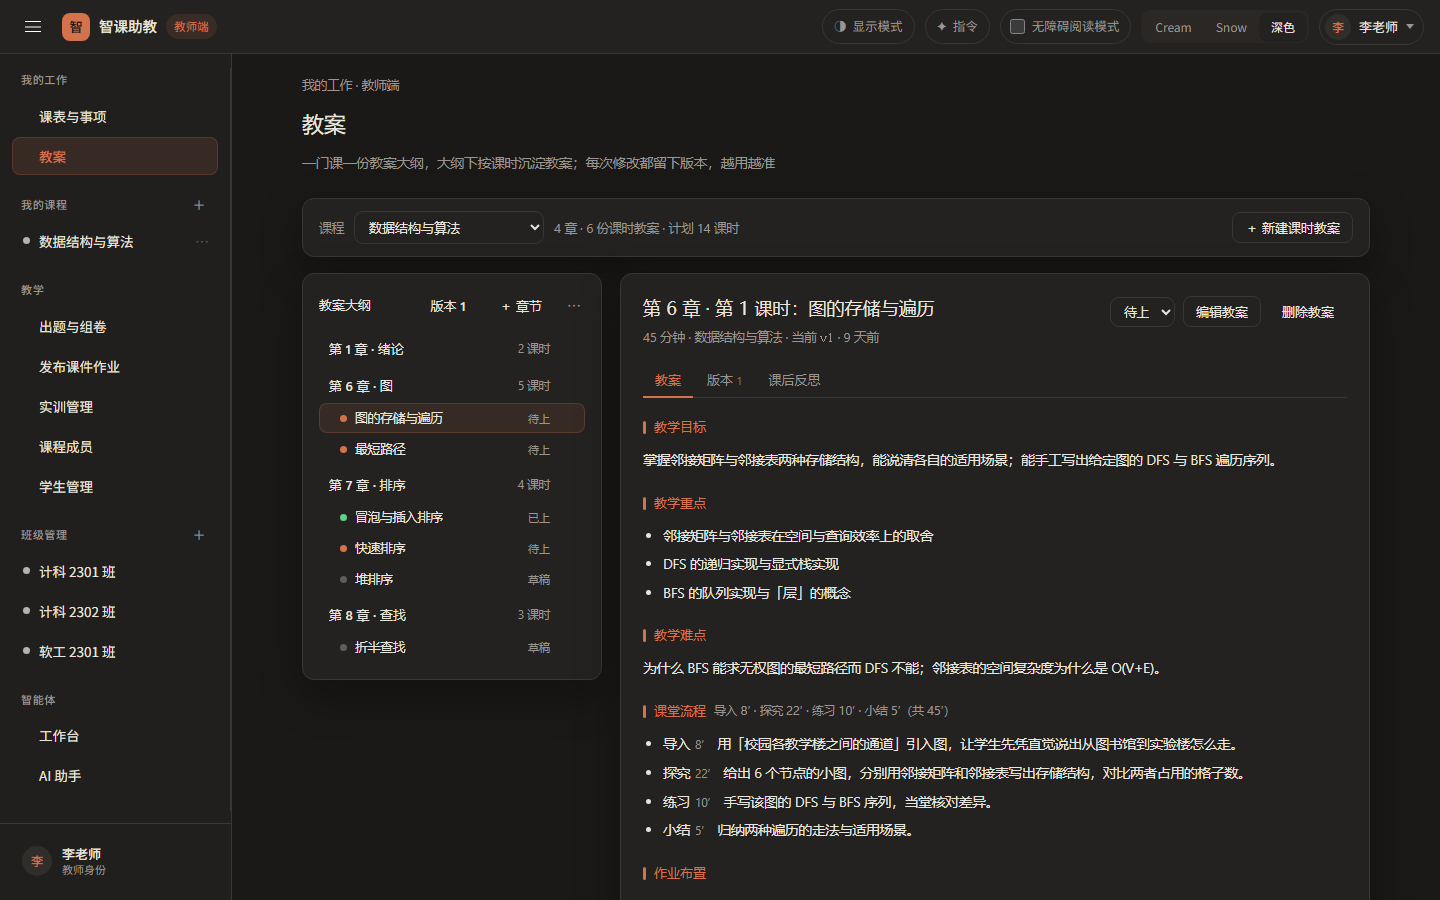 智 智课助教 教师端 显示模式 指令 无障碍阅读模式 Cream Snow 深色 李 李老师
我的工作
课表与事项
教案
我的课程 +
数据结构与算法 ···
教学
出题与组卷
发布课件作业
实训管理
课程成员
学生管理
班级管理 +
计科 2301 班
计科 2302 班
软工 2301 班
智能体
工作台
AI 助手
李 李老师
教师身份
我的工作 · 教师端
教案
一门课一份教案大纲，大纲下按课时沉淀教案；每次修改都留下版本，越用越准
课程 数据结构与算法 4 章 · 6 份课时教案 · 计划 14 课时 + 新建课时教案
教案大纲 版本 1 + 章节 ···
第 1 章 · 绪论 2 课时
第 6 章 · 图 5 课时
图的存储与遍历 待上
最短路径 待上
第 7 章 · 排序 4 课时
冒泡与插入排序 已上
快速排序 待上
堆排序 草稿
第 8 章 · 查找 3 课时
折半查找 草稿
第 6 章 · 第 1 课时：图的存储与遍历 待上 编辑教案 删除教案
45 分钟 · 数据结构与算法 · 当前 v1 · 9 天前
教案 版本 1 课后反思
教学目标
掌握邻接矩阵与邻接表两种存储结构，能说清各自的适用场景；能手工写出给定图的 DFS 与 BFS 遍历序列。
教学重点
邻接矩阵与邻接表在空间与查询效率上的取舍
DFS 的递归实现与显式栈实现
BFS 的队列实现与「层」的概念
教学难点
为什么 BFS 能求无权图的最短路径而 DFS 不能；邻接表的空间复杂度为什么是 O(V+E)。
课堂流程 导入 8′ · 探究 22′ · 练习 10′ · 小结 5′（共 45′）
导入 8′ 用「校园各教学楼之间的通道」引入图，让学生先凭直觉说出从图书馆到实验楼怎么走。
探究 22′ 给出 6 个节点的小图，分别用邻接矩阵和邻接表写出存储结构，对比两者占用的格子数。
练习 10′ 手写该图的 DFS 与 BFS 序列，当堂核对差异。
小结 5′ 归纳两种遍历的走法与适用场景。
作业布置